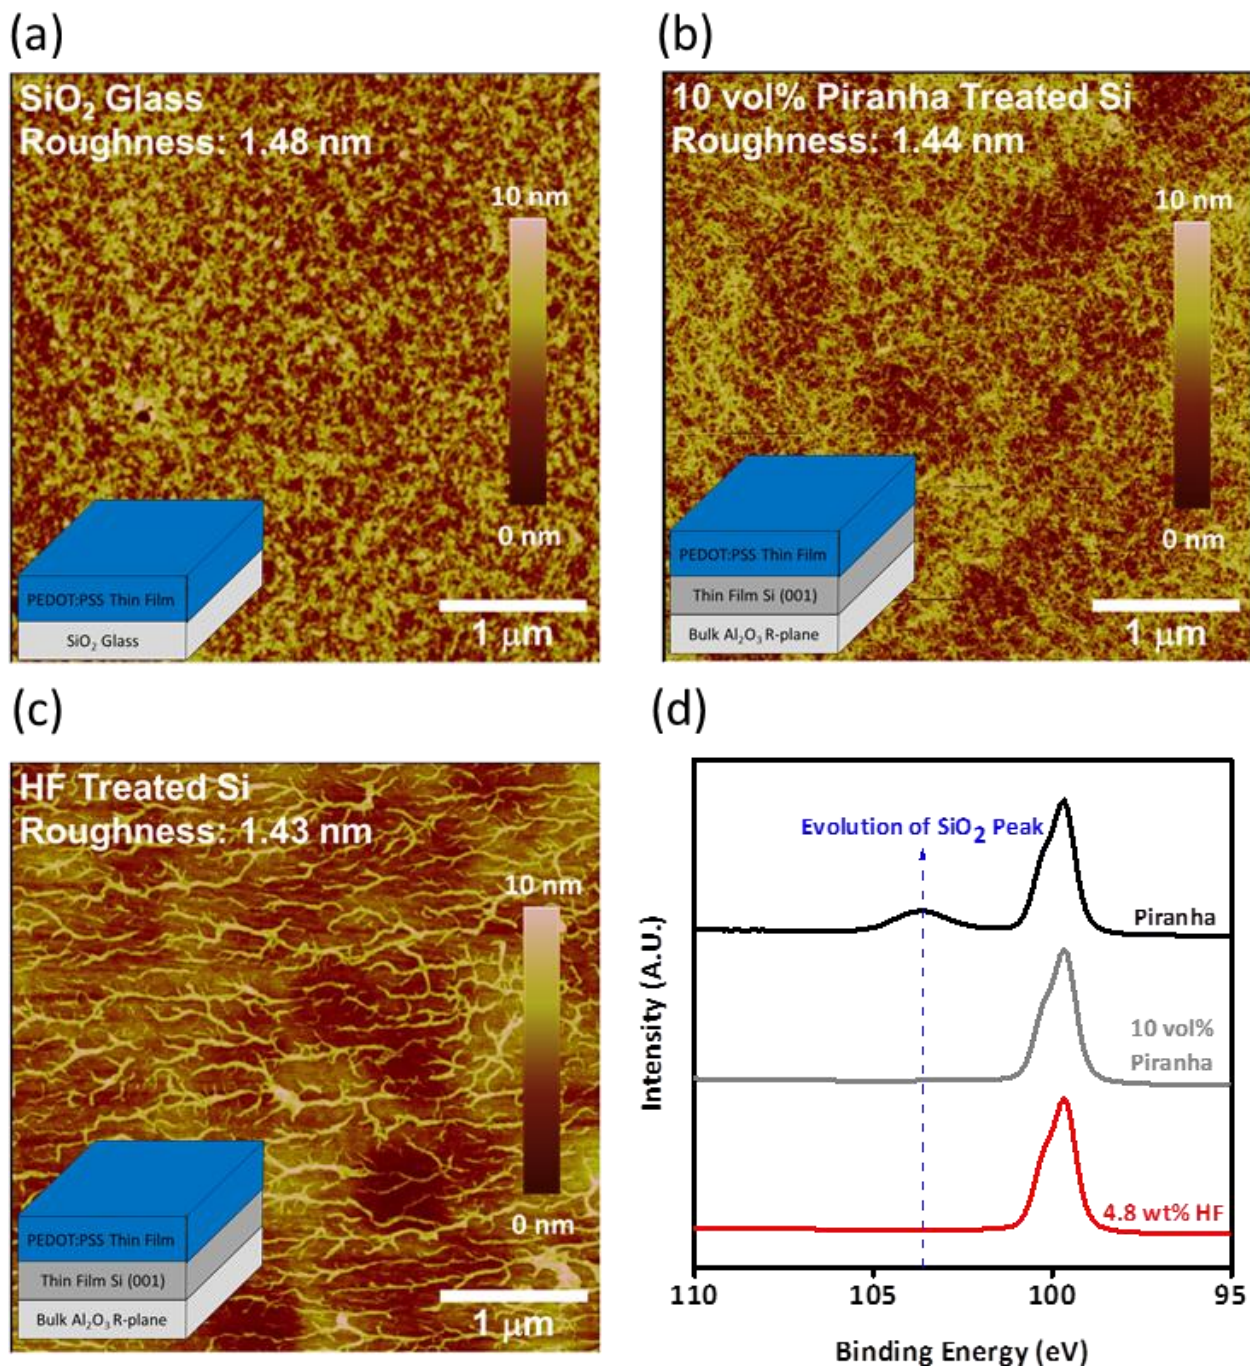 (a)
SiO₂ Glass
Roughness: 1.48 nm
10 nm
0 nm
PEDOT:PSS Thin Film
SiO₂ Glass
1 μm
(b)
10 vol% Piranha Treated Si
Roughness: 1.44 nm
10 nm
0 nm
PEDOT:PSS Thin Film
Thin Film Si (001)
Bulk Al₂O₃ R-plane
1 μm
(c)
HF Treated Si
Roughness: 1.43 nm
10 nm
0 nm
PEDOT:PSS Thin Film
Thin Film Si (001)
Bulk Al₂O₃ R-plane
1 μm
(d)
Evolution of SiO₂ Peak
Piranha
10 vol%
Piranha
4.8 wt% HF
Intensity (A.U.)
110
105
100
95
Binding Energy (eV)